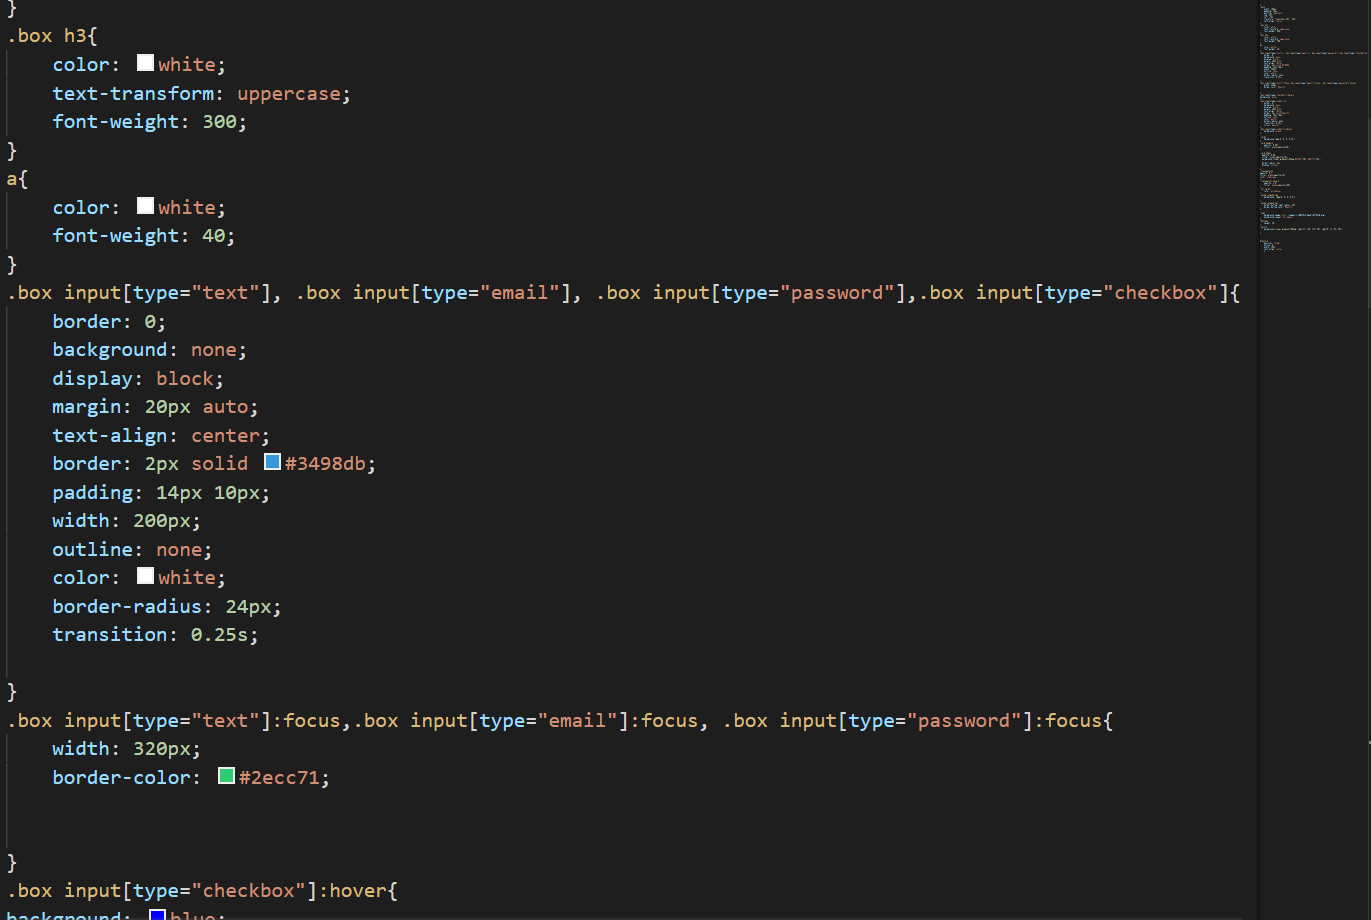 }
.box h3{
    color: white;
    text-transform: uppercase;
    font-weight: 300;
}
a{
    color: white;
    font-weight: 40;
}
.box input[type="text"], .box input[type="email"], .box input[type="password"],.box input[type="checkbox"]{
    border: 0;
    background: none;
    display: block;
    margin: 20px auto;
    text-align: center;
    border: 2px solid #3498db;
    padding: 14px 10px;
    width: 200px;
    outline: none;
    color: white;
    border-radius: 24px;
    transition: 0.25s;

}
.box input[type="text"]:focus,.box input[type="email"]:focus, .box input[type="password"]:focus{
    width: 320px;
    border-color: #2ecc71;


}
.box input[type="checkbox"]:hover{
background: blue;